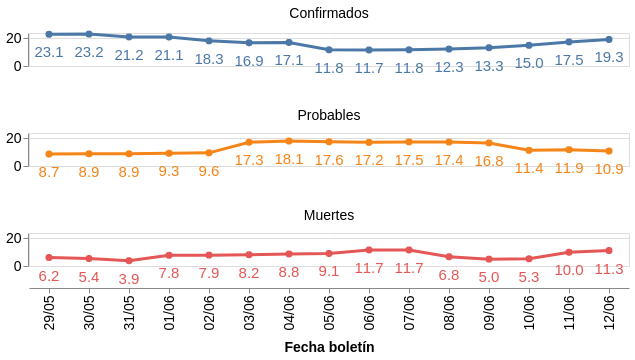 Confirmados
20
0
23.1 23.2 21.2 21.1 18.3 16.9 17.1 11.8 11.7 11.8 12.3 13.3 15.0 17.5 19.3
Probables
20
0
8.7 8.9 8.9 9.3 9.6 17.3 18.1 17.6 17.2 17.5 17.4 16.8 11.4 11.9 10.9
Muertes
20
0
6.2 5.4 3.9 7.8 7.9 8.2 8.8 9.1 11.7 11.7 6.8 5.0 5.3 10.0 11.3
29/05 30/05 31/05 01/06 02/06 03/06 04/06 05/06 06/06 07/06 08/06 09/06 10/06 11/06 12/06
Fecha boletín